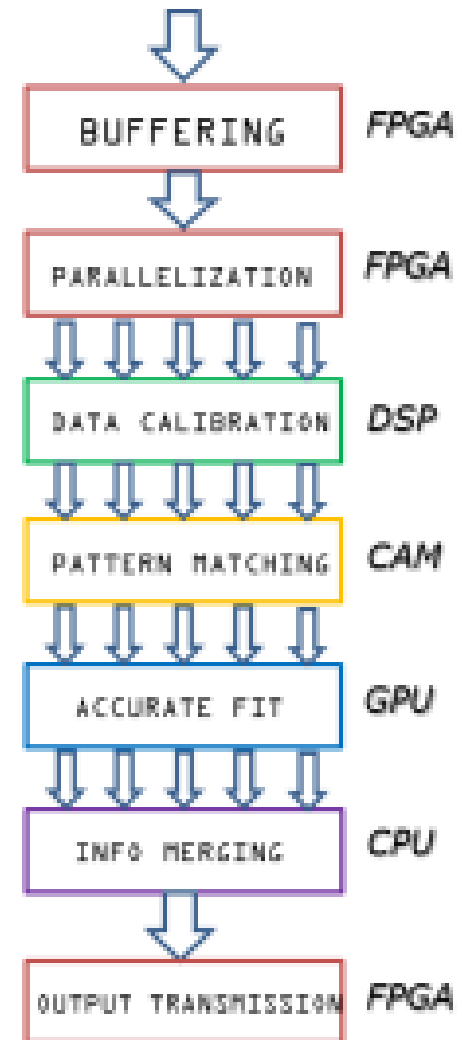 BUFFERING FPGA
PARALLELIZATION FPGA
DATA CALIBRATION DSP
PATTERN MATCHING CAM
ACCURATE FIT GPU
INFO MERGING CPU
OUTPUT TRANSMISSION FPGA